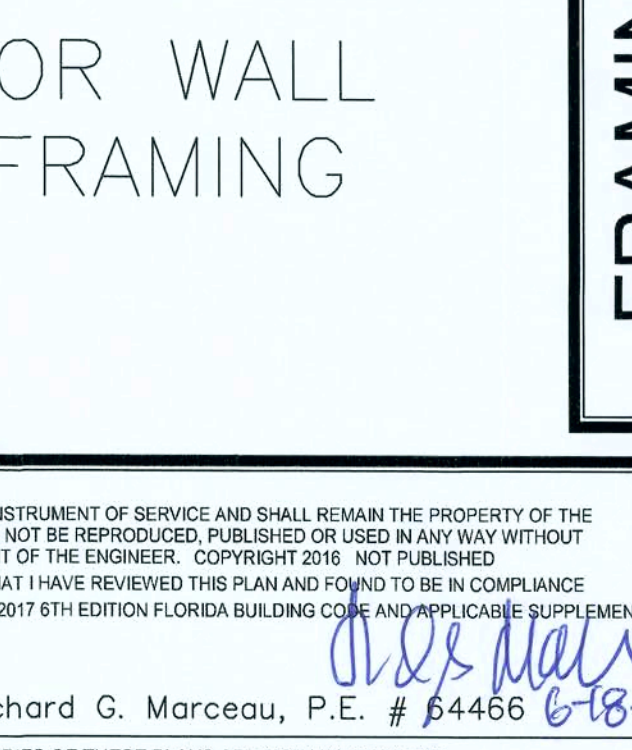 OR WALL
FRAMING
NSTRUMENT OF SERVICE AND SHALL REMAIN THE PROPERTY OF THE
NOT BE REPRODUCED, PUBLISHED OR USED IN ANY WAY WITHOUT
T OF THE ENGINEER. COPYRIGHT 2016 NOT PUBLISHED
AT I HAVE REVIEWED THIS PLAN AND FOUND TO BE IN COMPLIANCE
2017 6TH EDITION FLORIDA BUILDING CODE AND APPLICABLE SUPPLEMEN
chard G. Marceau, P.E. # 64466 6-18-
FRAMIN